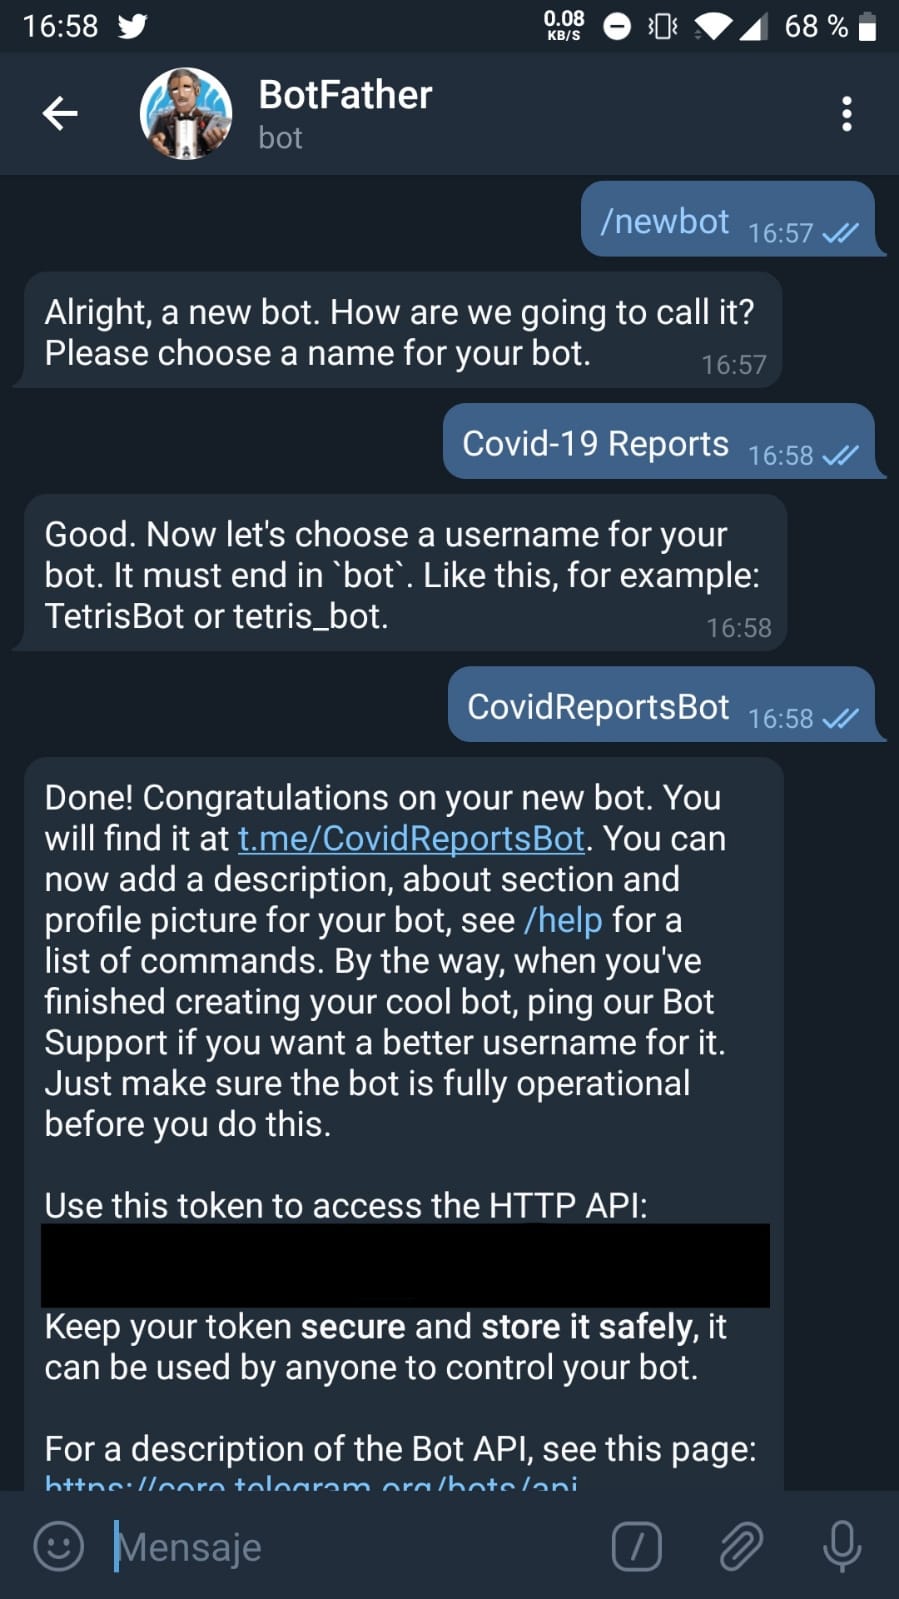 16:58
0.08
KB/S
68 %
BotFather
bot
/newbot 16:57
Alright, a new bot. How are we going to call it?
Please choose a name for your bot.
16:57
Covid-19 Reports 16:58
Good. Now let's choose a username for your
bot. It must end in `bot`. Like this, for example:
TetrisBot or tetris_bot.
16:58
CovidReportsBot 16:58
Done! Congratulations on your new bot. You
will find it at t.me/CovidReportsBot. You can
now add a description, about section and
profile picture for your bot, see /help for a
list of commands. By the way, when you've
finished creating your cool bot, ping our Bot
Support if you want a better username for it.
Just make sure the bot is fully operational
before you do this.
Use this token to access the HTTP API:
Keep your token secure and store it safely, it
can be used by anyone to control your bot.
For a description of the Bot API, see this page:
https://core.telegram.org/bots/api
Mensaje